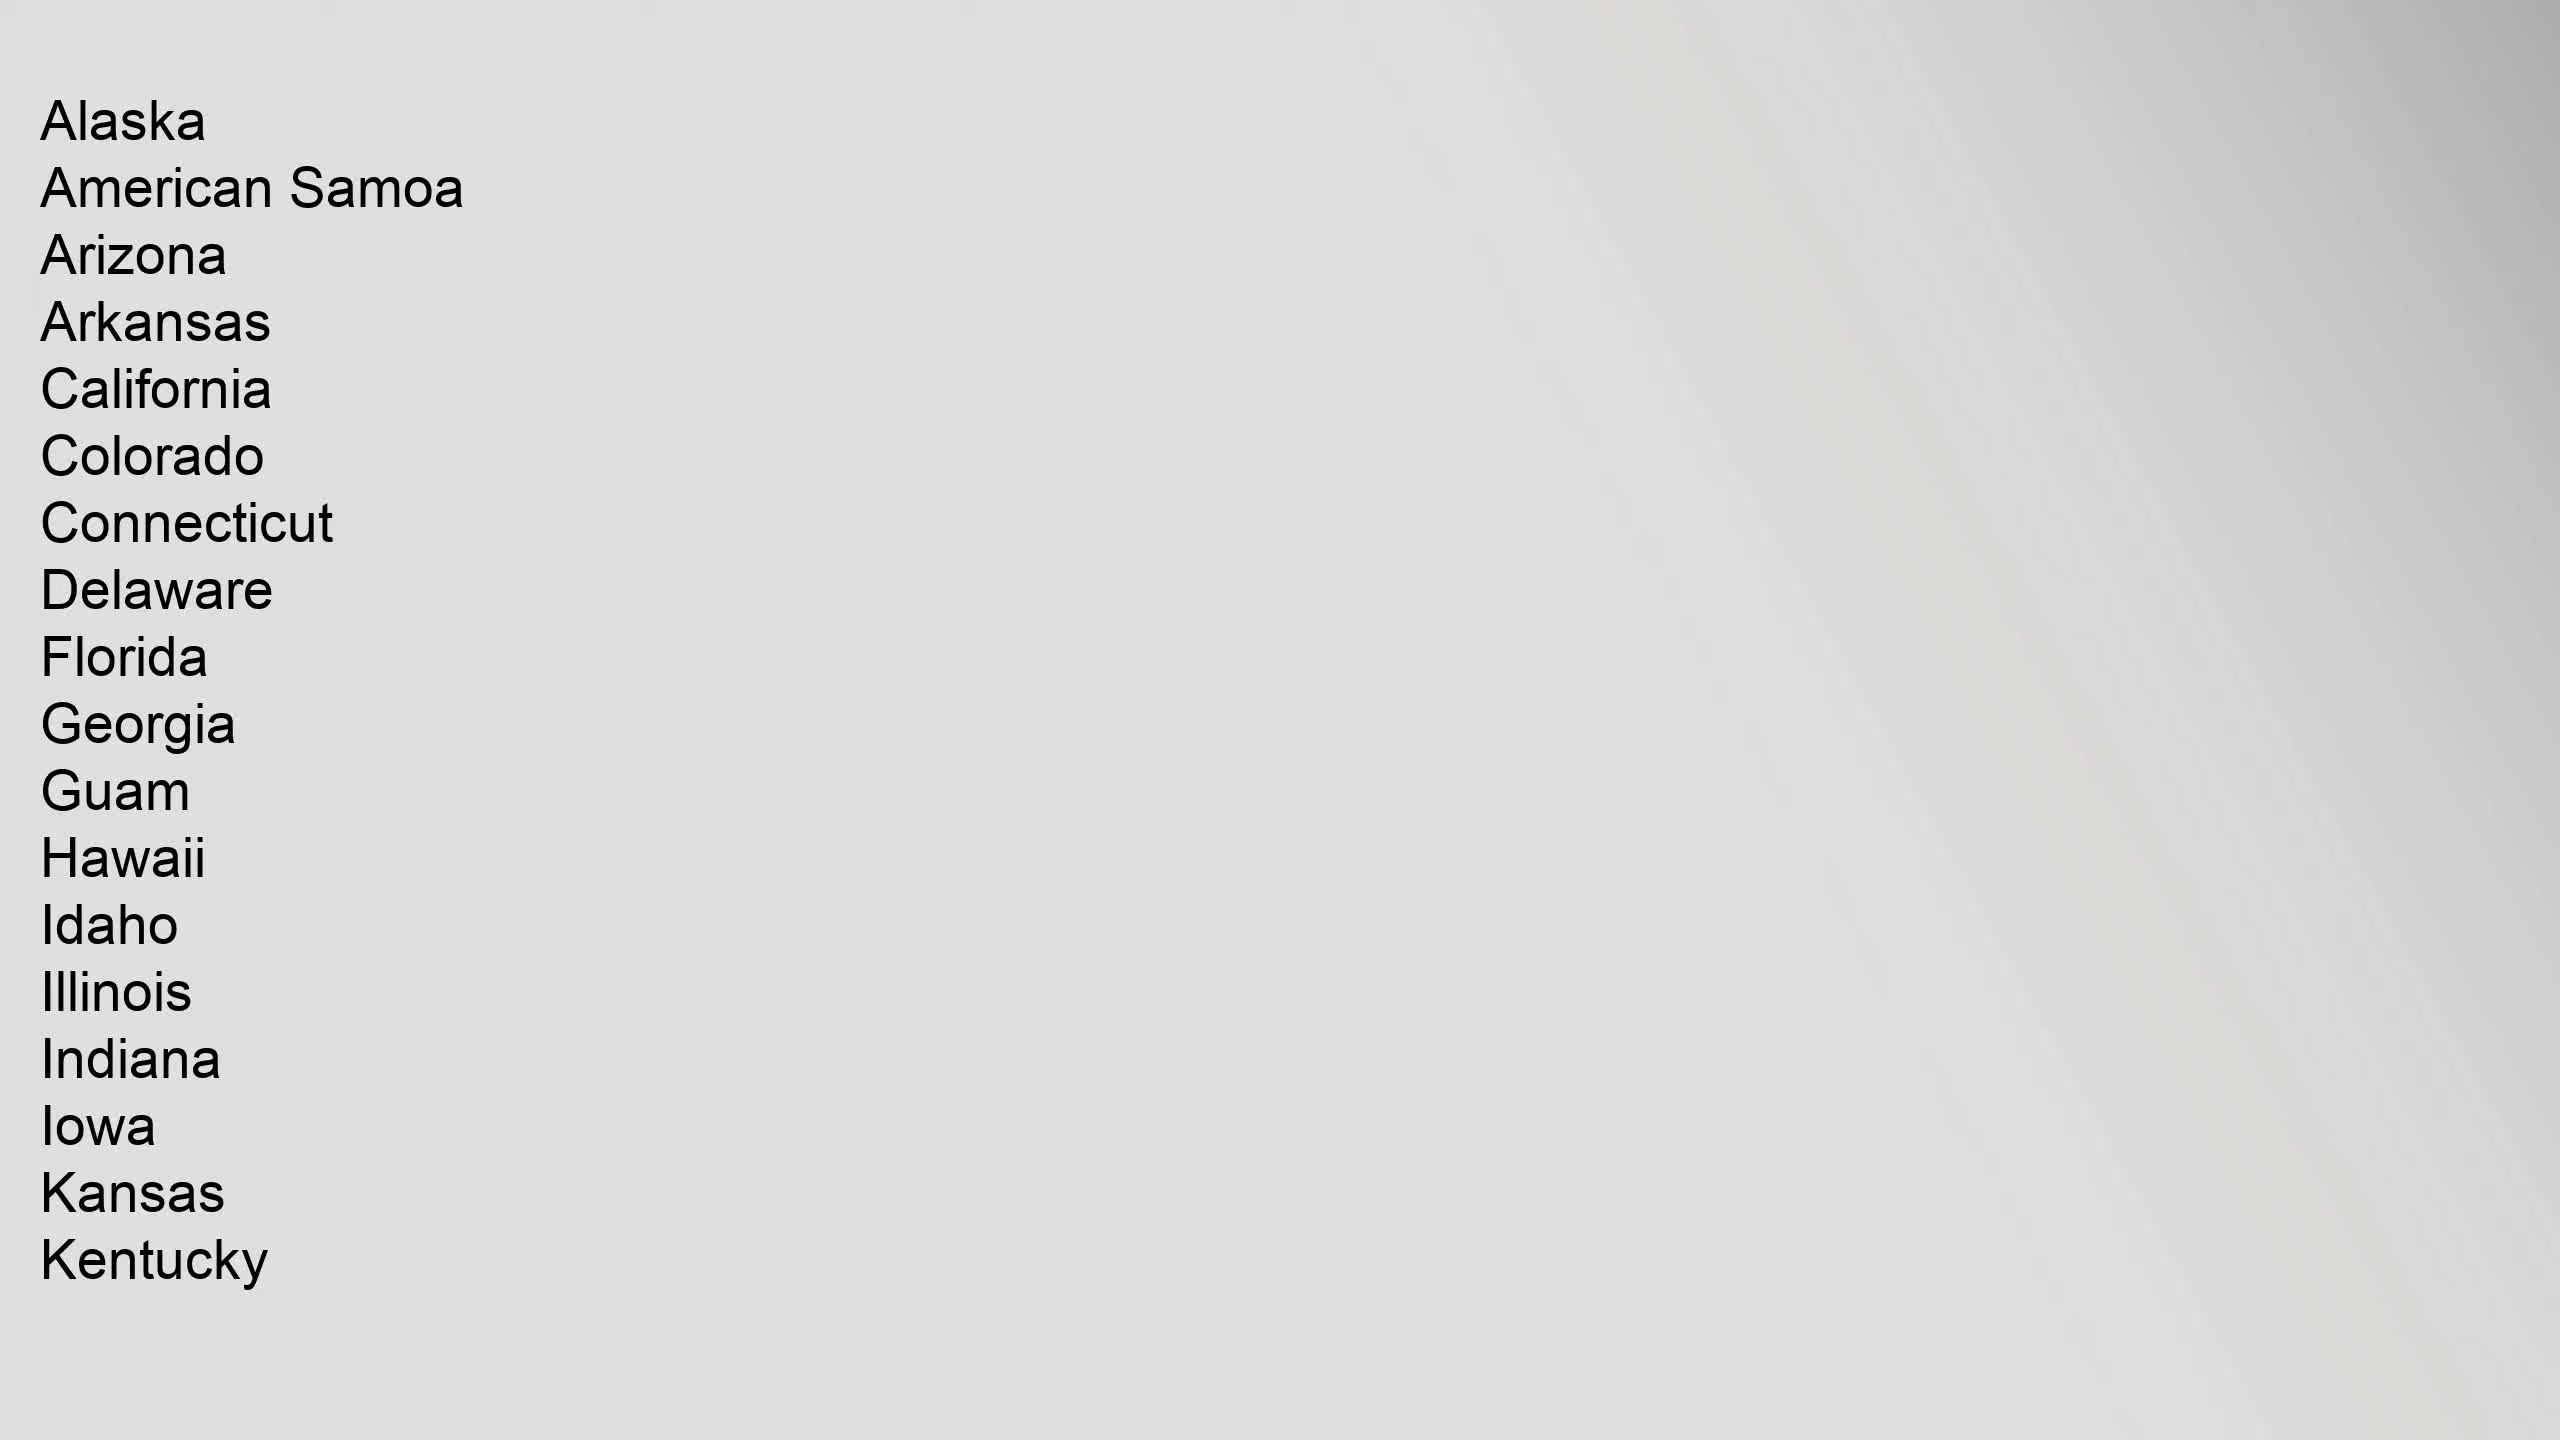 Alaska
American Samoa
Arizona
Arkansas
California
Colorado
Connecticut
Delaware
Florida
Georgia
Guam
Hawaii
Idaho
Illinois
Indiana
Iowa
Kansas
Kentucky